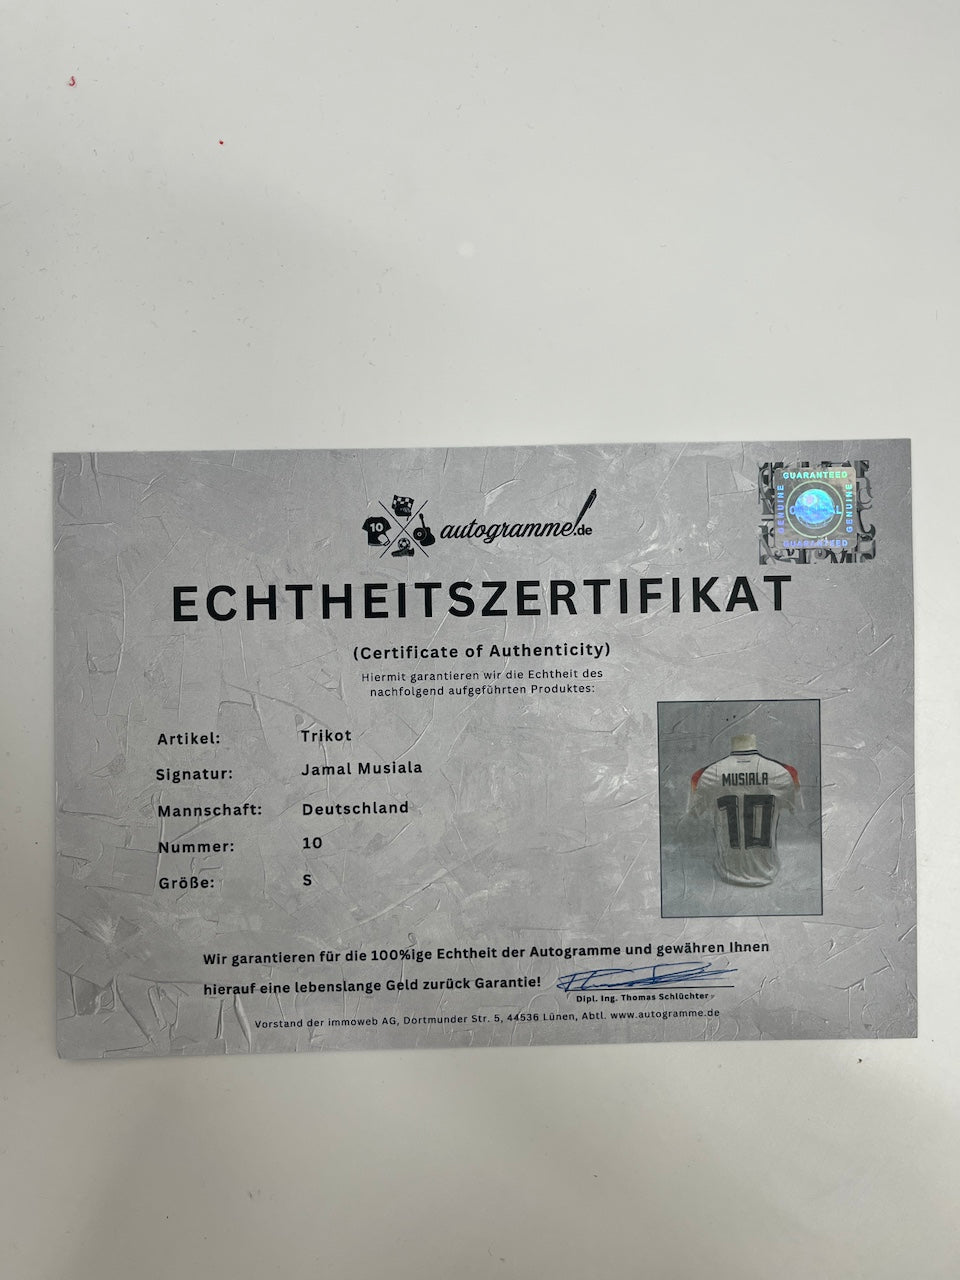 GUARANTEED
GENUINE
GENUINE
GUARANTEED
10
autogramme.de
ECHTHEITSZERTIFIKAT
(Certificate of Authenticity)
Hiermit garantieren wir die Echtheit des
nachfolgend aufgeführten Produktes:
Artikel: Trikot
Signatur: Jamal Musiala
Mannschaft: Deutschland
Nummer: 10
Größe: S
MUSIALA
10
Wir garantieren für die 100%ige Echtheit der Autogramme und gewähren Ihnen
hierauf eine lebenslange Geld zurück Garantie!
Dipl. Ing. Thomas Schlüchter
Vorstand der immoweb AG, Dortmunder Str. 5, 44536 Lünen, Abtl. www.autogramme.de